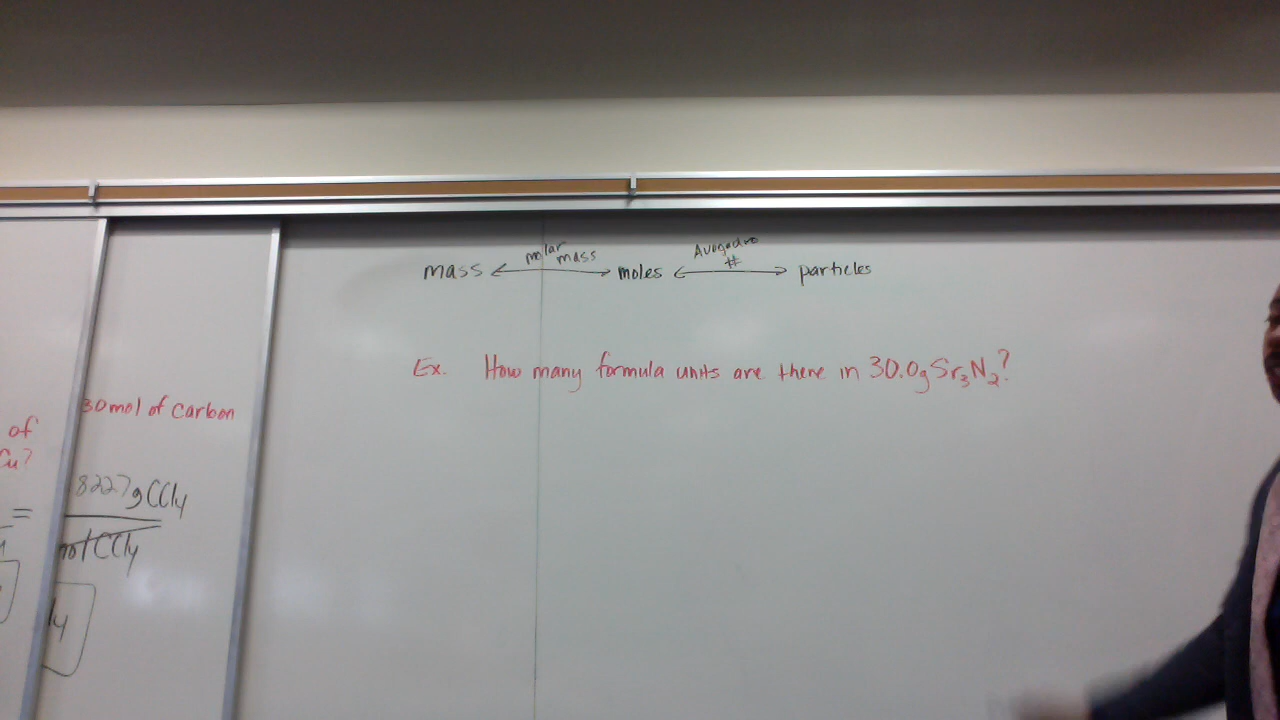 molar mass
Avogadro #
mass ⟷ moles ⟷ particles
Ex. How many formula units are there in 30.0g Sr₃N₂?
30 mol of carbon
of
Cu?
8227g CCl4
=
mol CCl4